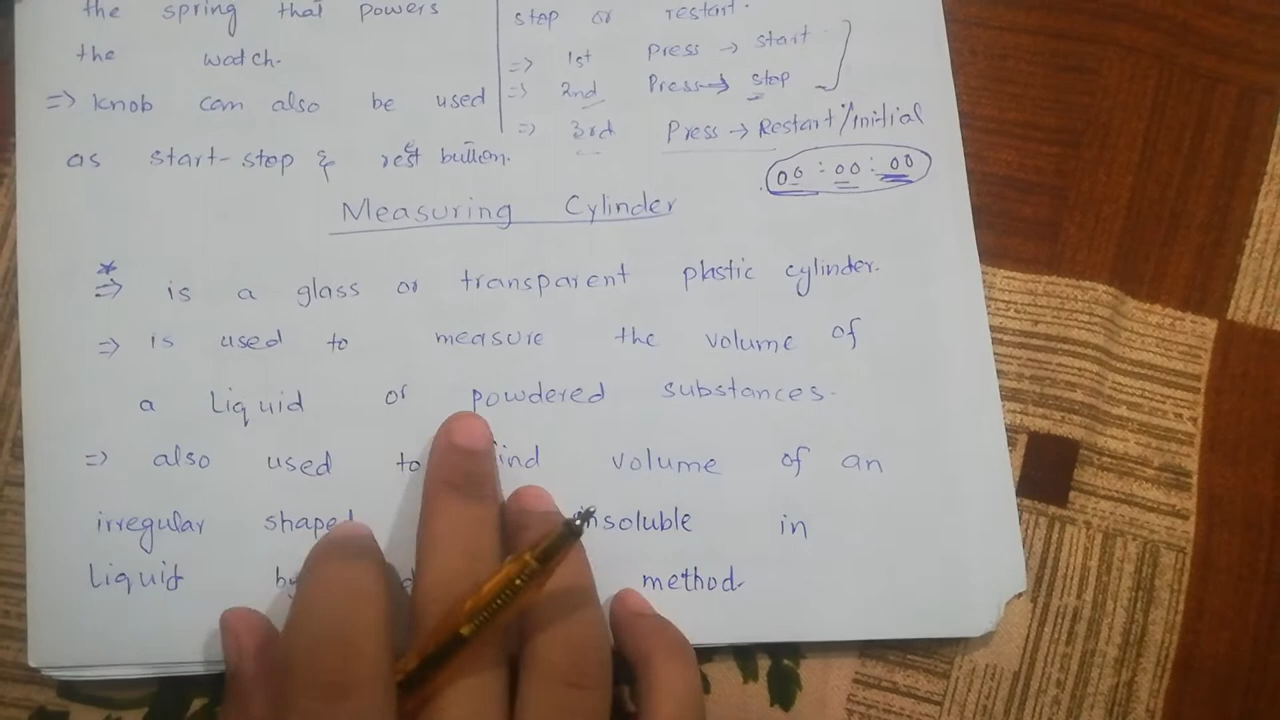 the spring that powers
the watch.
=> knob can also be used
as start-stop & reset button.
stop or restart.
=> 1st Press → start
=> 2nd Press → stop
=> 3rd Press → Restart/initial
00 : 00 : 00
Measuring Cylinder
* => is a glass or transparent plastic cylinder.
=> is used to measure the volume of
a Liquid or powdered substances.
=> also used to find volume of an
irregular shaped insoluble in
Liquid by method.